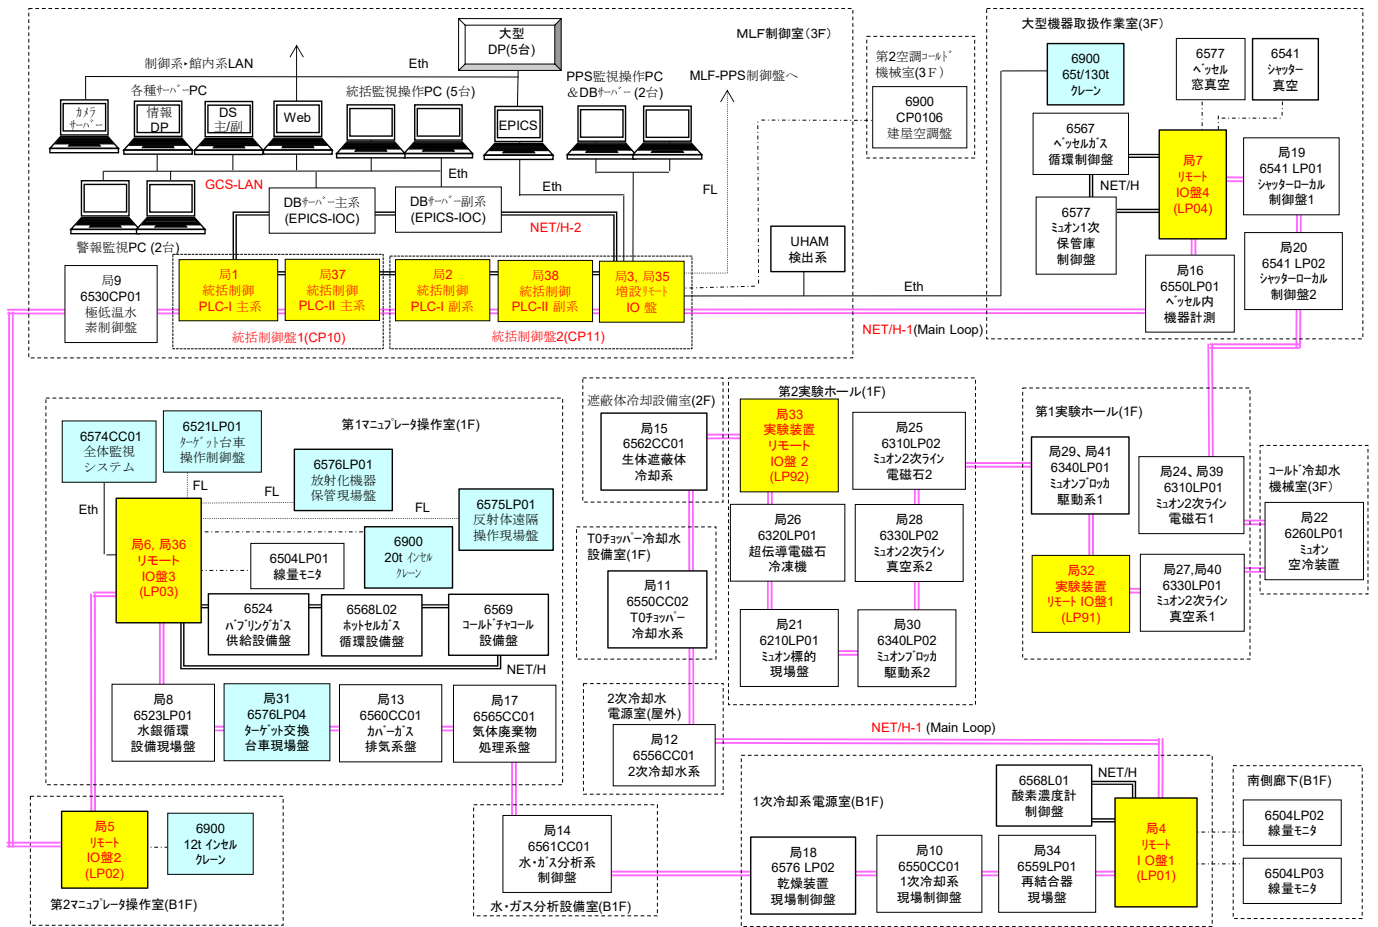 MLF制御室(3F)
大型
DP(5台)
制御系・館内系LAN
Eth
各種サーバーPC
統括監視操作PC (5台)
PPS監視操作PC
&DBサーバー (2台)
MLF-PPS制御盤へ
カメラ
サーバー
情報
DP
DS
主/副
Web
EPICS
GCS-LAN
Eth
Eth
FL
DBサーバー主系
(EPICS-IOC)
DBサーバー副系
(EPICS-IOC)
NET/H-2
警報監視PC (2台)
局9
6530CP01
極低温水
素制御盤
局1
統括制御
PLC-I 主系
局37
統括制御
PLC-II 主系
局2
統括制御
PLC-I 副系
局38
統括制御
PLC-II 副系
局3, 局35
増設リモート
IO 盤
統括制御盤1(CP10)
統括制御盤2(CP11)
UHAM
検出系
第2空調コールド
機械室(3F)
6900
CP0106
建屋空調盤
Eth
NET/H-1(Main Loop)
大型機器取扱作業室(3F)
6900
65t/130t
クレーン
6577
ベッセル
窓真空
6541
シャッター
真空
6567
ベッセルガス
循環制御盤
NET/H
6577
ミュオン1次
保管庫
制御盤
局7
リモート
IO盤4
(LP04)
局19
6541 LP01
シャッターローカル
制御盤1
局20
6541 LP02
シャッターローカル
制御盤2
局16
6550LP01
ベッセル内
機器計測
第1マニュプレータ操作室(1F)
6574CC01
全体監視
システム
6521LP01
ターゲット台車
操作制御盤
6576LP01
放射化機器
保管現場盤
6575LP01
反射体遠隔
操作現場盤
FL
FL
FL
Eth
局6, 局36
リモート
IO盤3
(LP03)
6504LP01
線量モニタ
6900
20t インセル
クレーン
6524
バブリングガス
供給設備盤
6568L02
ホットセルガス
循環設備盤
6569
コールドチャコール
設備盤
NET/H
局8
6523LP01
水銀循環
設備現場盤
局31
6576LP04
ターゲット交換
台車現場盤
局13
6560CC01
カバーガス
排気系盤
局17
6565CC01
気体廃棄物
処理系盤
局5
リモート
IO盤2
(LP02)
6900
12t インセル
クレーン
第2マニュプレータ操作室(B1F)
局14
6561CC01
水・ガス分析系
制御盤
水・ガス分析設備室(B1F)
遮蔽体冷却設備室(2F)
局15
6562CC01
生体遮蔽体
冷却系
T0チョッパー冷却水
設備室(1F)
局11
6550CC02
T0チョッパー
冷却水系
2次冷却水
電源室(屋外)
局12
6556CC01
2次冷却水系
第2実験ホール(1F)
局33
実験装置
リモート
IO盤 2
(LP92)
局25
6310LP02
ミュオン2次ライン
電磁石2
局26
6320LP01
超伝導電磁石
冷凍機
局28
6330LP02
ミュオン2次ライン
真空系2
局21
6210LP01
ミュオン標的
現場盤
局30
6340LP02
ミュオンブロッカ
駆動系2
第1実験ホール(1F)
局29、局41
6340LP01
ミュオンブロッカ
駆動系1
局24、局39
6310LP01
ミュオン2次ライン
電磁石1
局32
実験装置
リモート IO盤1
(LP91)
局27,局40
6330LP01
ミュオン2次ライン
真空系1
コールド冷却水
機械室(3F)
局22
6260LP01
ミュオン
空冷装置
NET/H-1 (Main Loop)
1次冷却系電源室(B1F)
6568L01
酸素濃度計
制御盤
NET/H
局18
6576 LP02
乾燥装置
現場制御盤
局10
6550CC01
1次冷却系
現場制御盤
局34
6559LP01
再結合器
現場盤
局4
リモート
I O盤1
(LP01)
南側廊下(B1F)
6504LP02
線量モニタ
6504LP03
線量モニタ